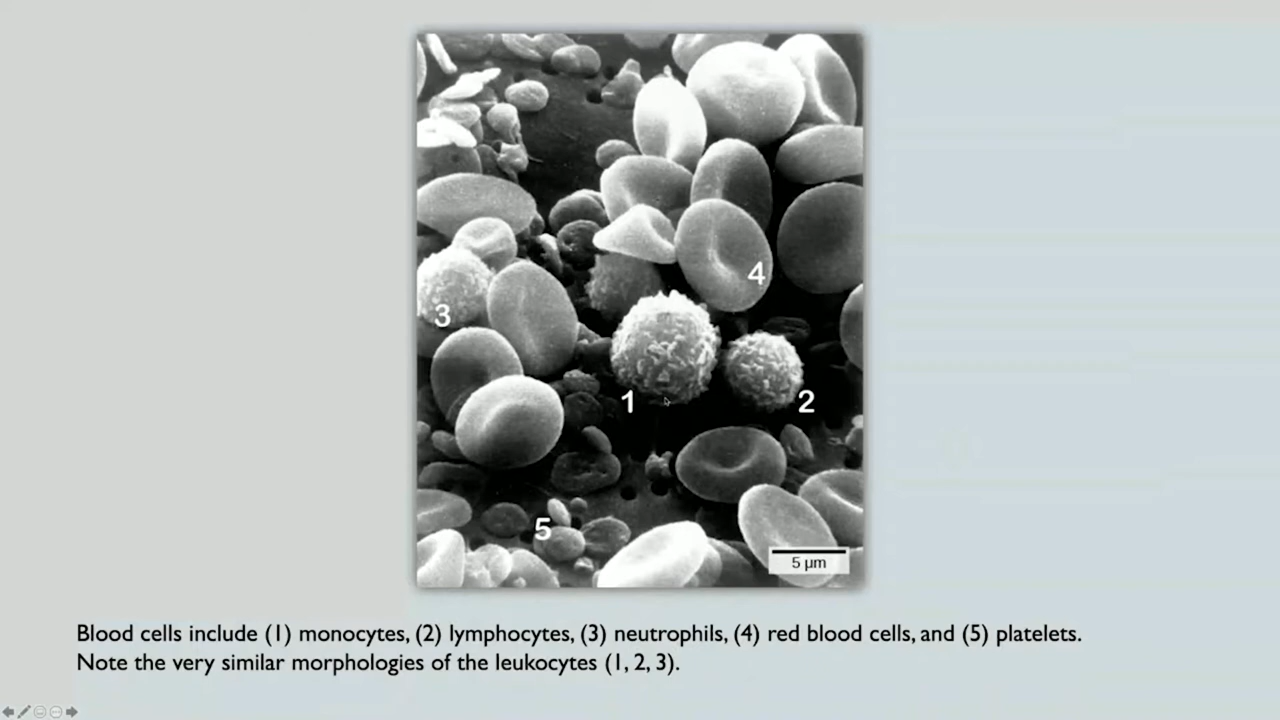 4
3
1
2
5
5 µm
Blood cells include (1) monocytes, (2) lymphocytes, (3) neutrophils, (4) red blood cells, and (5) platelets.
Note the very similar morphologies of the leukocytes (1, 2, 3).